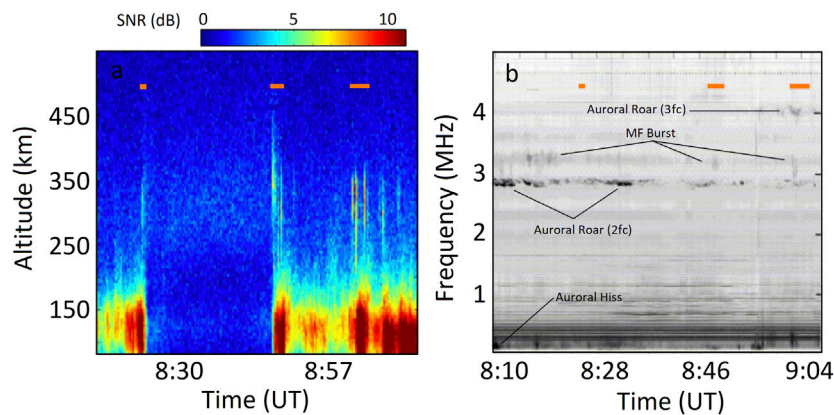 SNR (dB)
0
5
10
a
450
350
250
150
Altitude (km)
8:30
8:57
Time (UT)
b
Auroral Roar (3fc)
MF Burst
Auroral Roar (2fc)
Auroral Hiss
4
3
2
1
Frequency (MHz)
8:10
8:28
8:46
9:04
Time (UT)